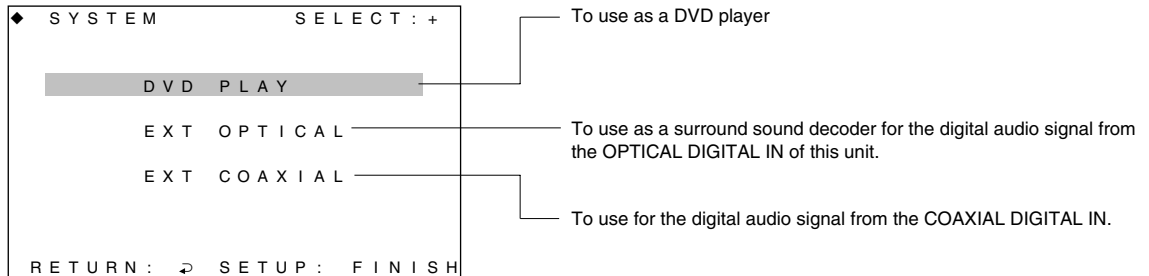 ◆ SYSTEM SELECT:+
To use as a DVD player
DVD PLAY
EXT OPTICAL
To use as a surround sound decoder for the digital audio signal from
the OPTICAL DIGITAL IN of this unit.
EXT COAXIAL
To use for the digital audio signal from the COAXIAL DIGITAL IN.
RETURN: ⮌ SETUP: FINISH